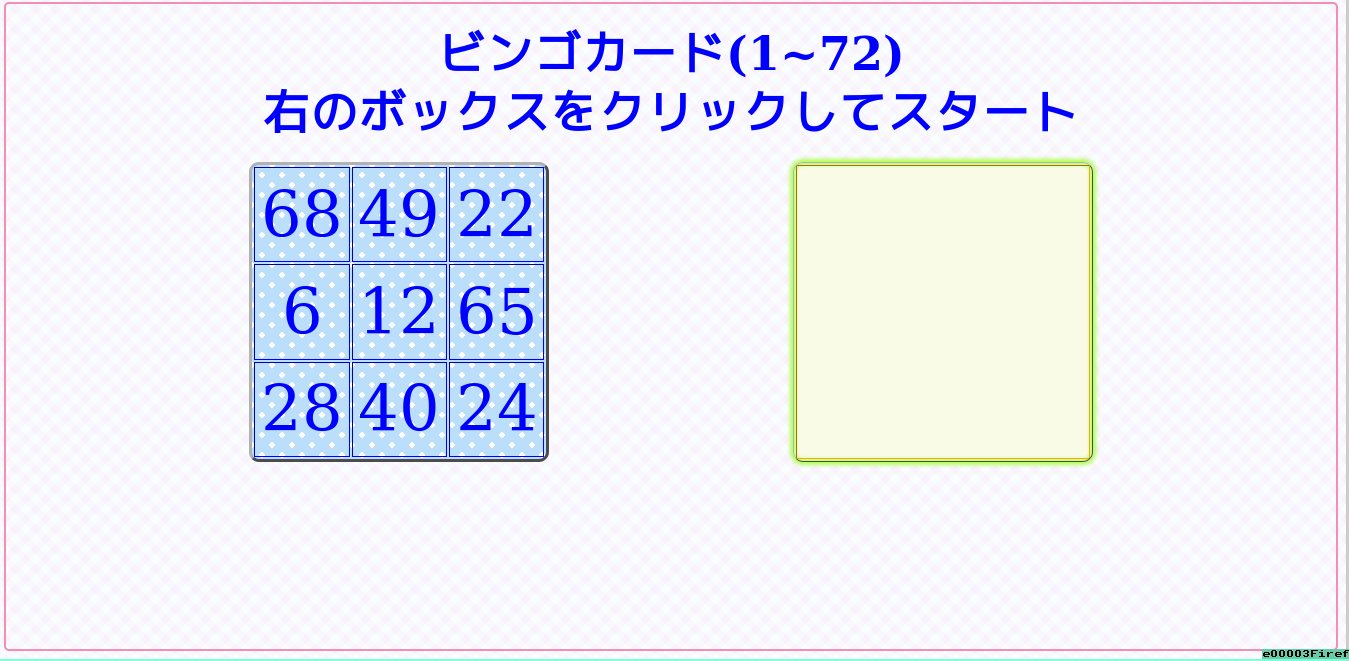 ビンゴカード(1~72)
右のボックスをクリックしてスタート
68 49 22
6 12 65
28 40 24
e00003Firef